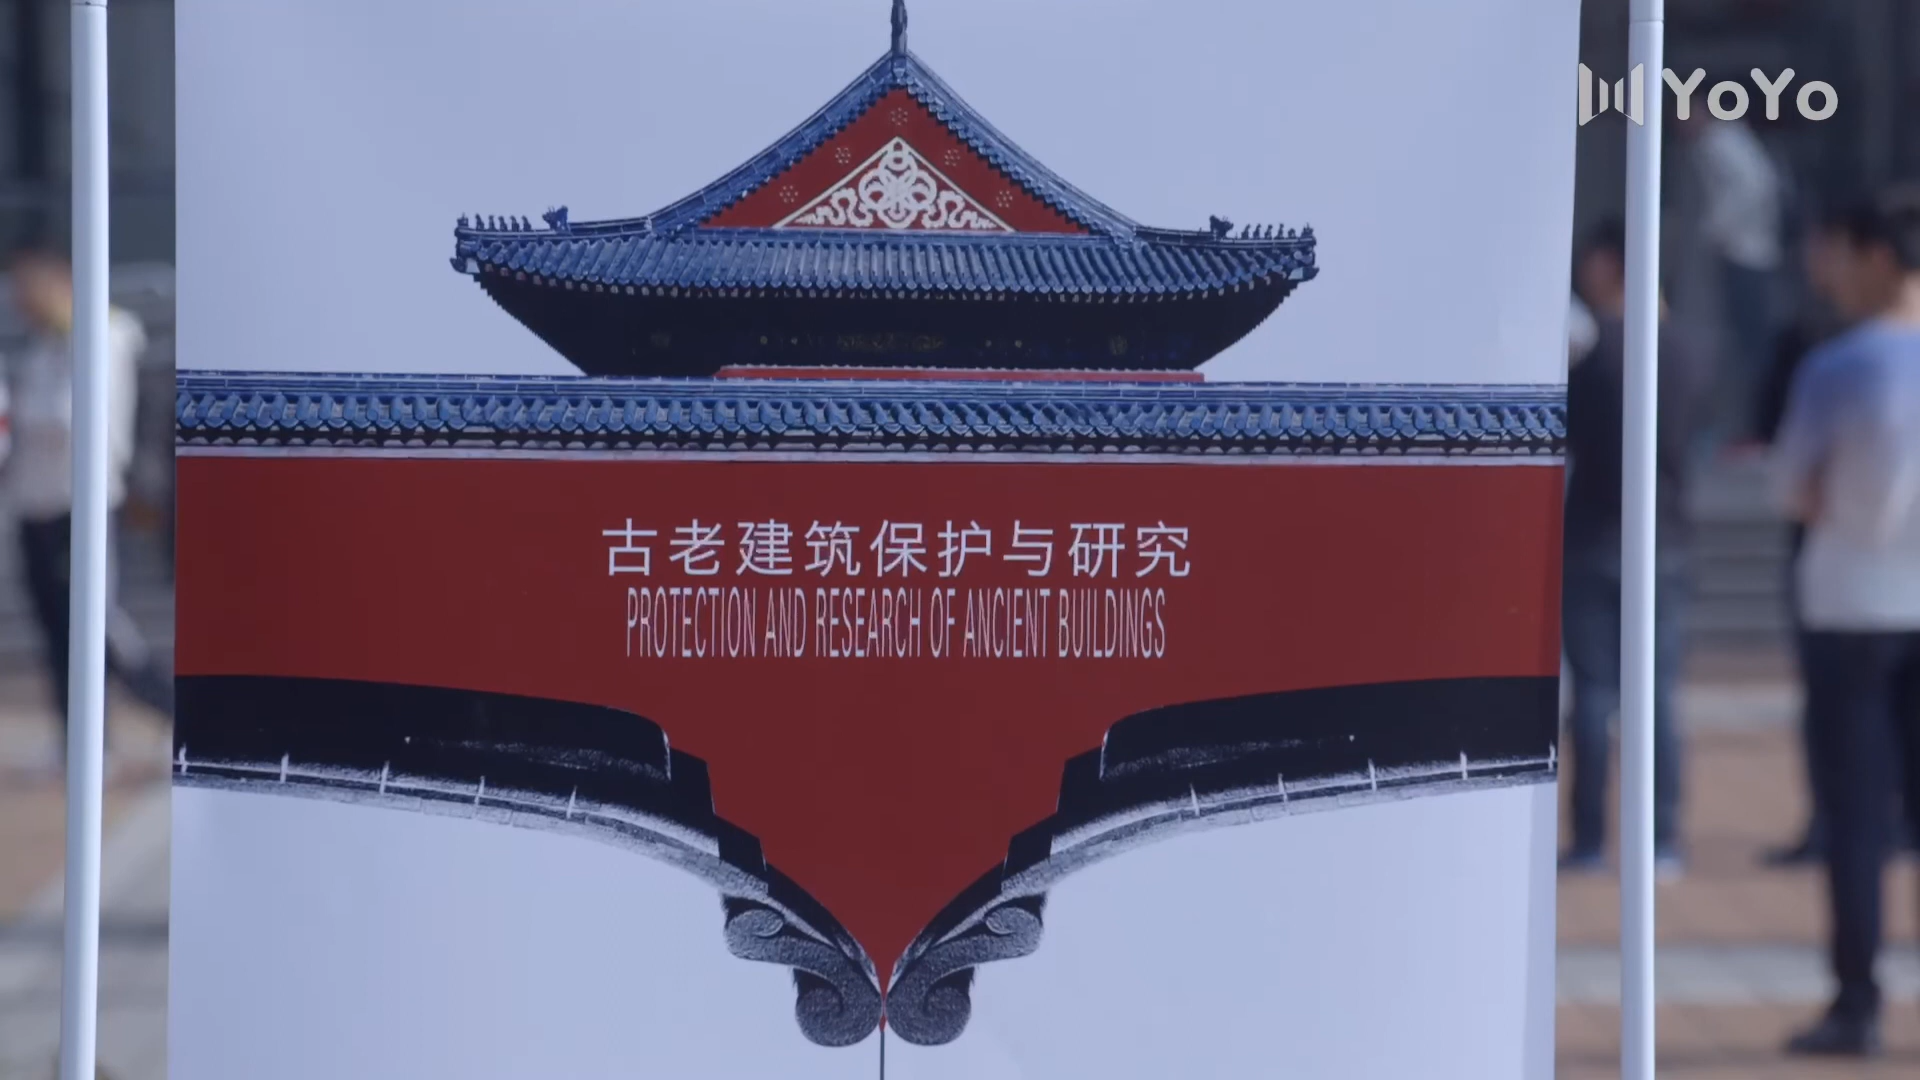 YoYo
古老建筑保护与研究
PROTECTION AND RESEARCH OF ANCIENT BUILDINGS